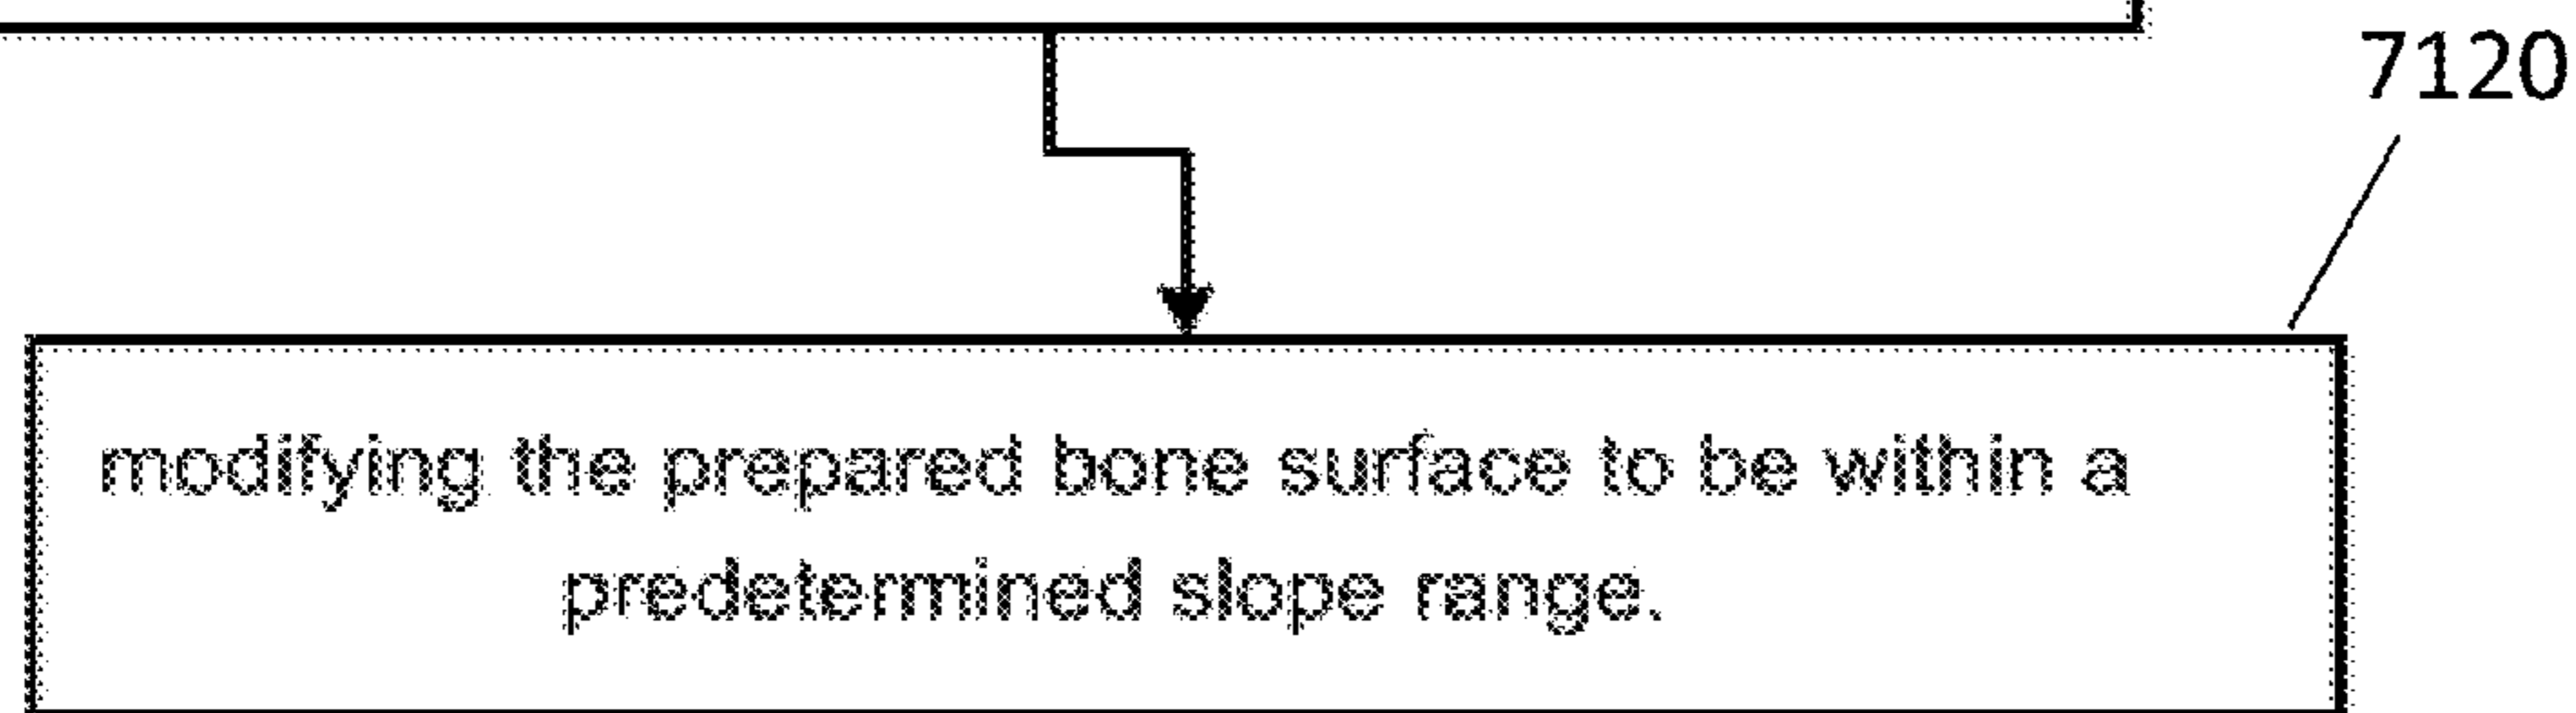 7120
modifying the prepared bone surface to be within a
predetermined slope range.